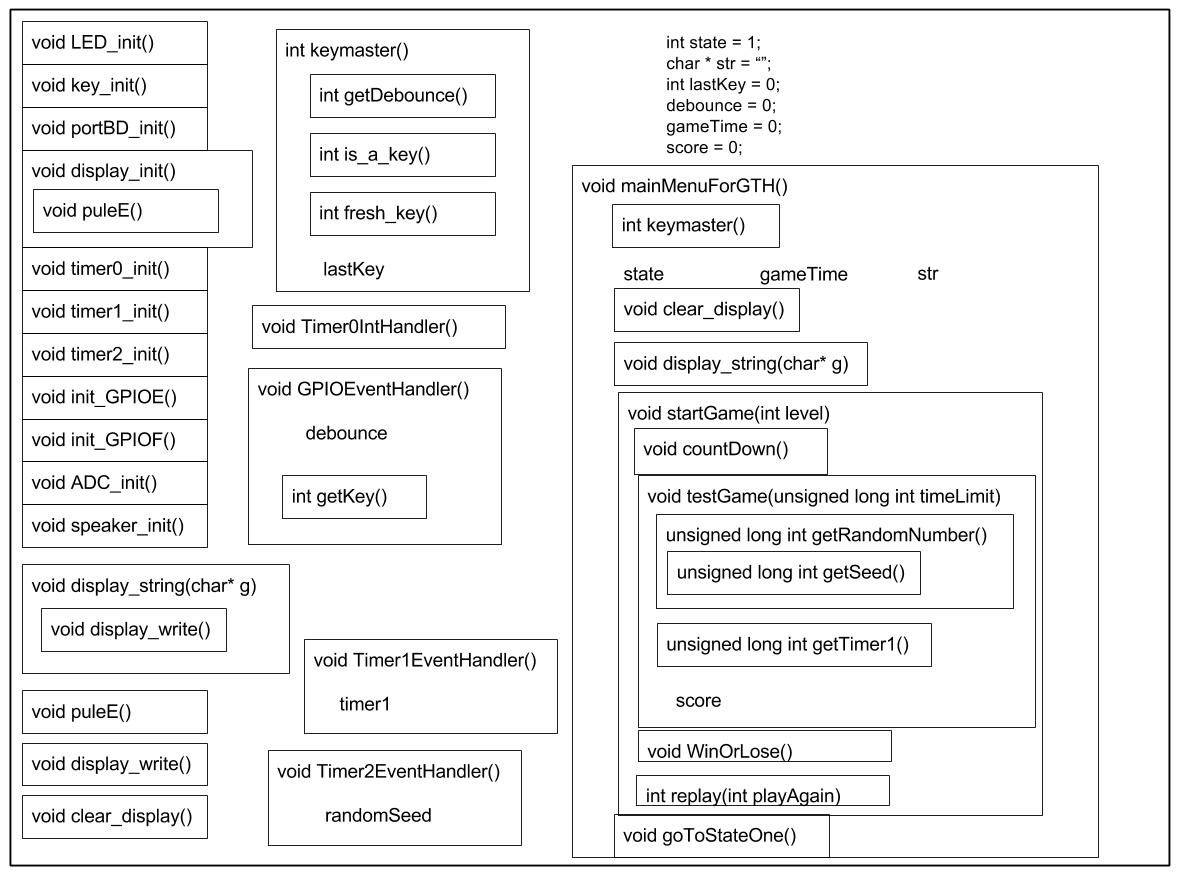 void LED_init()
void key_init()
void portBD_init()
void display_init()
void puleE()
void timer0_init()
void timer1_init()
void timer2_init()
void init_GPIOE()
void init_GPIOF()
void ADC_init()
void speaker_init()
void display_string(char* g)
void display_write()
void puleE()
void display_write()
void clear_display()
int keymaster()
int getDebounce()
int is_a_key()
int fresh_key()
lastKey
void Timer0IntHandler()
void GPIOEventHandler()
debounce
int getKey()
void Timer1EventHandler()
timer1
void Timer2EventHandler()
randomSeed
int state = 1;
char * str = “”;
int lastKey = 0;
debounce = 0;
gameTime = 0;
score = 0;
void mainMenuForGTH()
int keymaster()
state gameTime str
void clear_display()
void display_string(char* g)
void startGame(int level)
void countDown()
void testGame(unsigned long int timeLimit)
unsigned long int getRandomNumber()
unsigned long int getSeed()
unsigned long int getTimer1()
score
void WinOrLose()
int replay(int playAgain)
void goToStateOne()